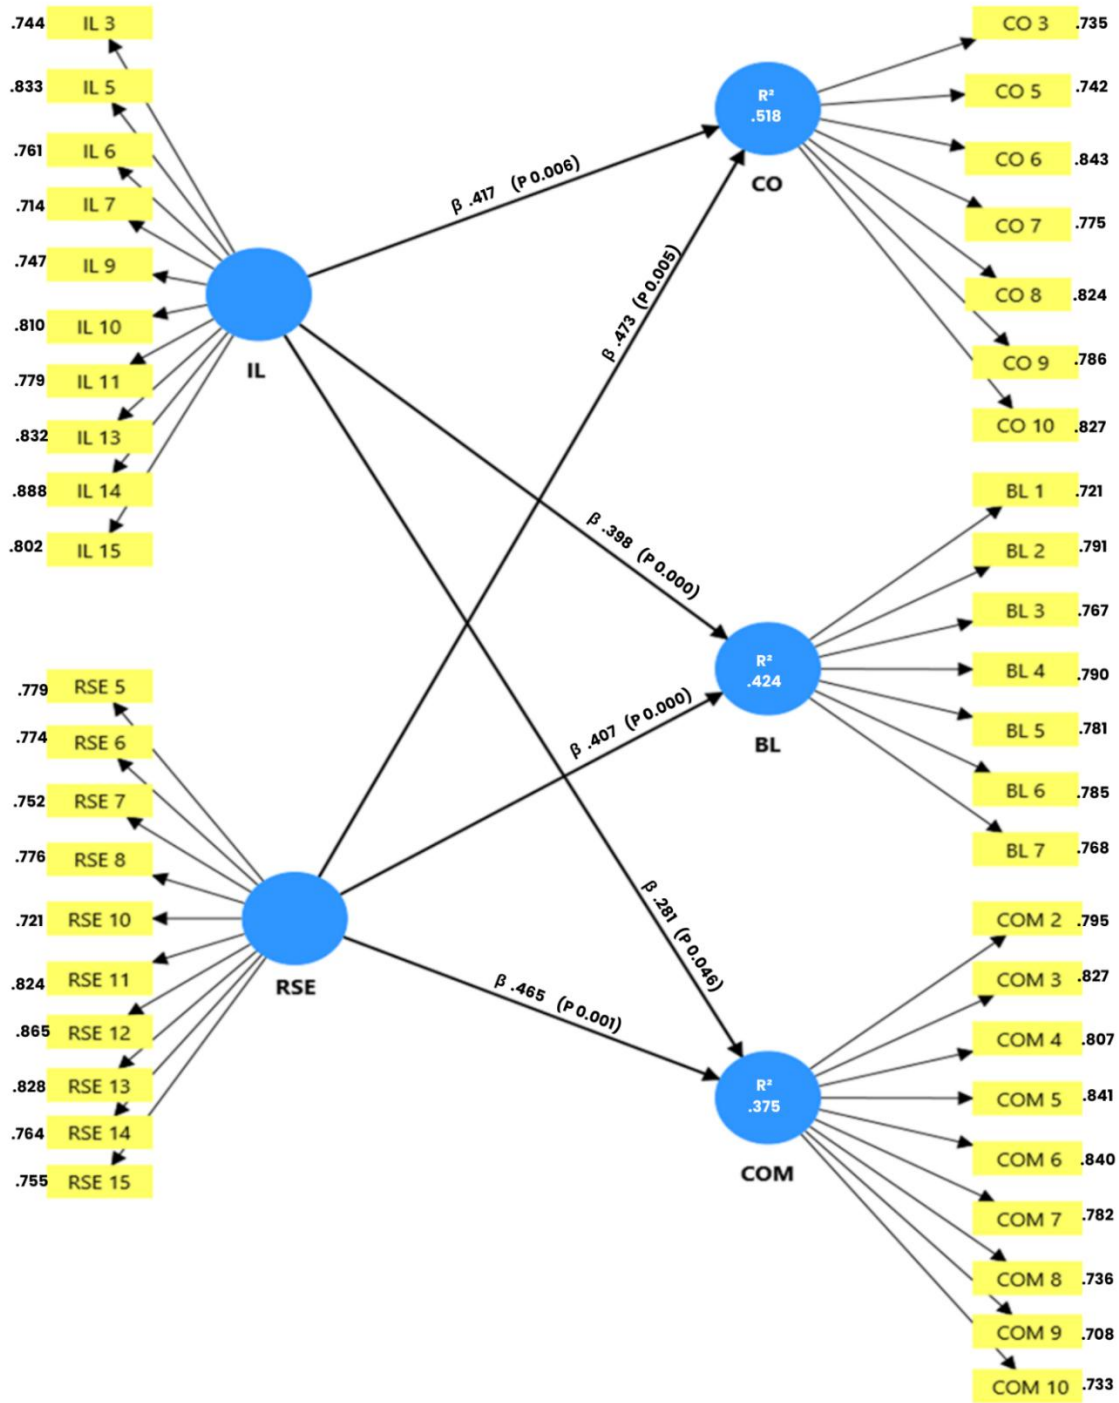 .744 IL 3
.833 IL 5
.761 IL 6
.714 IL 7
.747 IL 9
.810 IL 10
.779 IL 11
.832 IL 13
.888 IL 14
.802 IL 15
IL
.779 RSE 5
.774 RSE 6
.752 RSE 7
.776 RSE 8
.721 RSE 10
.824 RSE 11
.865 RSE 12
.828 RSE 13
.764 RSE 14
.755 RSE 15
RSE
β .417 (P 0.006)
β .473 (P 0.005)
β .398 (P 0.000)
β .407 (P 0.000)
β .281 (P 0.046)
β .465 (P 0.001)
R²
.518
CO
CO 3 .735
CO 5 .742
CO 6 .843
CO 7 .775
CO 8 .824
CO 9 .786
CO 10 .827
R²
.424
BL
BL 1 .721
BL 2 .791
BL 3 .767
BL 4 .790
BL 5 .781
BL 6 .785
BL 7 .768
R²
.375
COM
COM 2 .795
COM 3 .827
COM 4 .807
COM 5 .841
COM 6 .840
COM 7 .782
COM 8 .736
COM 9 .708
COM 10 .733